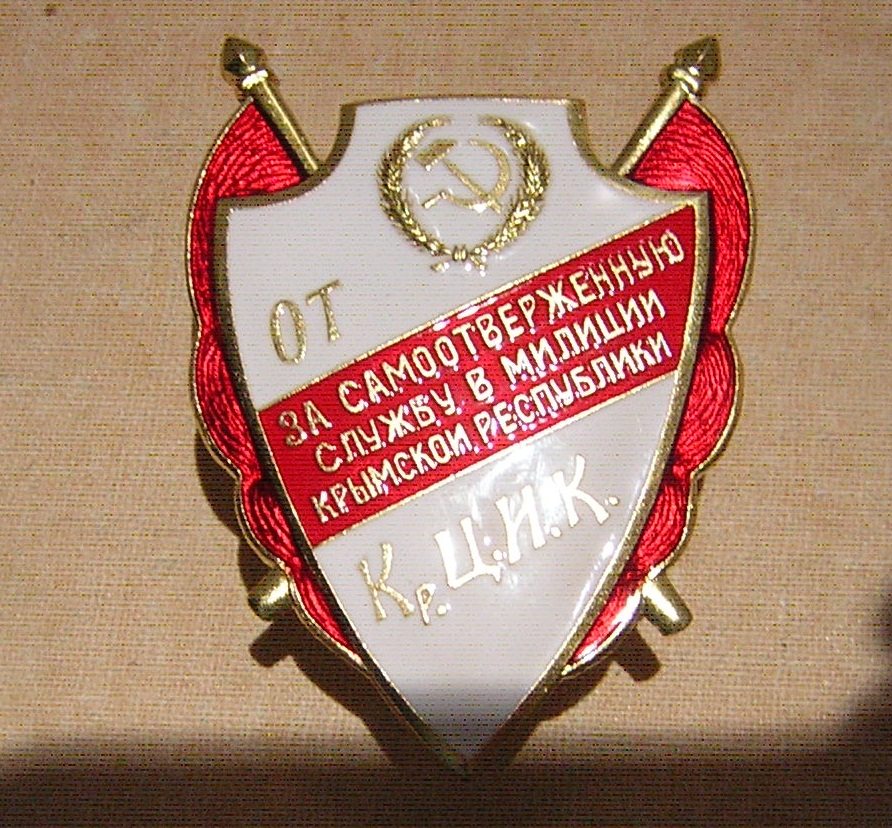 ОТ
ЗА САМООТВЕРЖЕННУЮ
СЛУЖБУ В МИЛИЦИИ
КРЫМСКОЙ РЕСПУБЛИКИ
Кр.Ц.И.К.